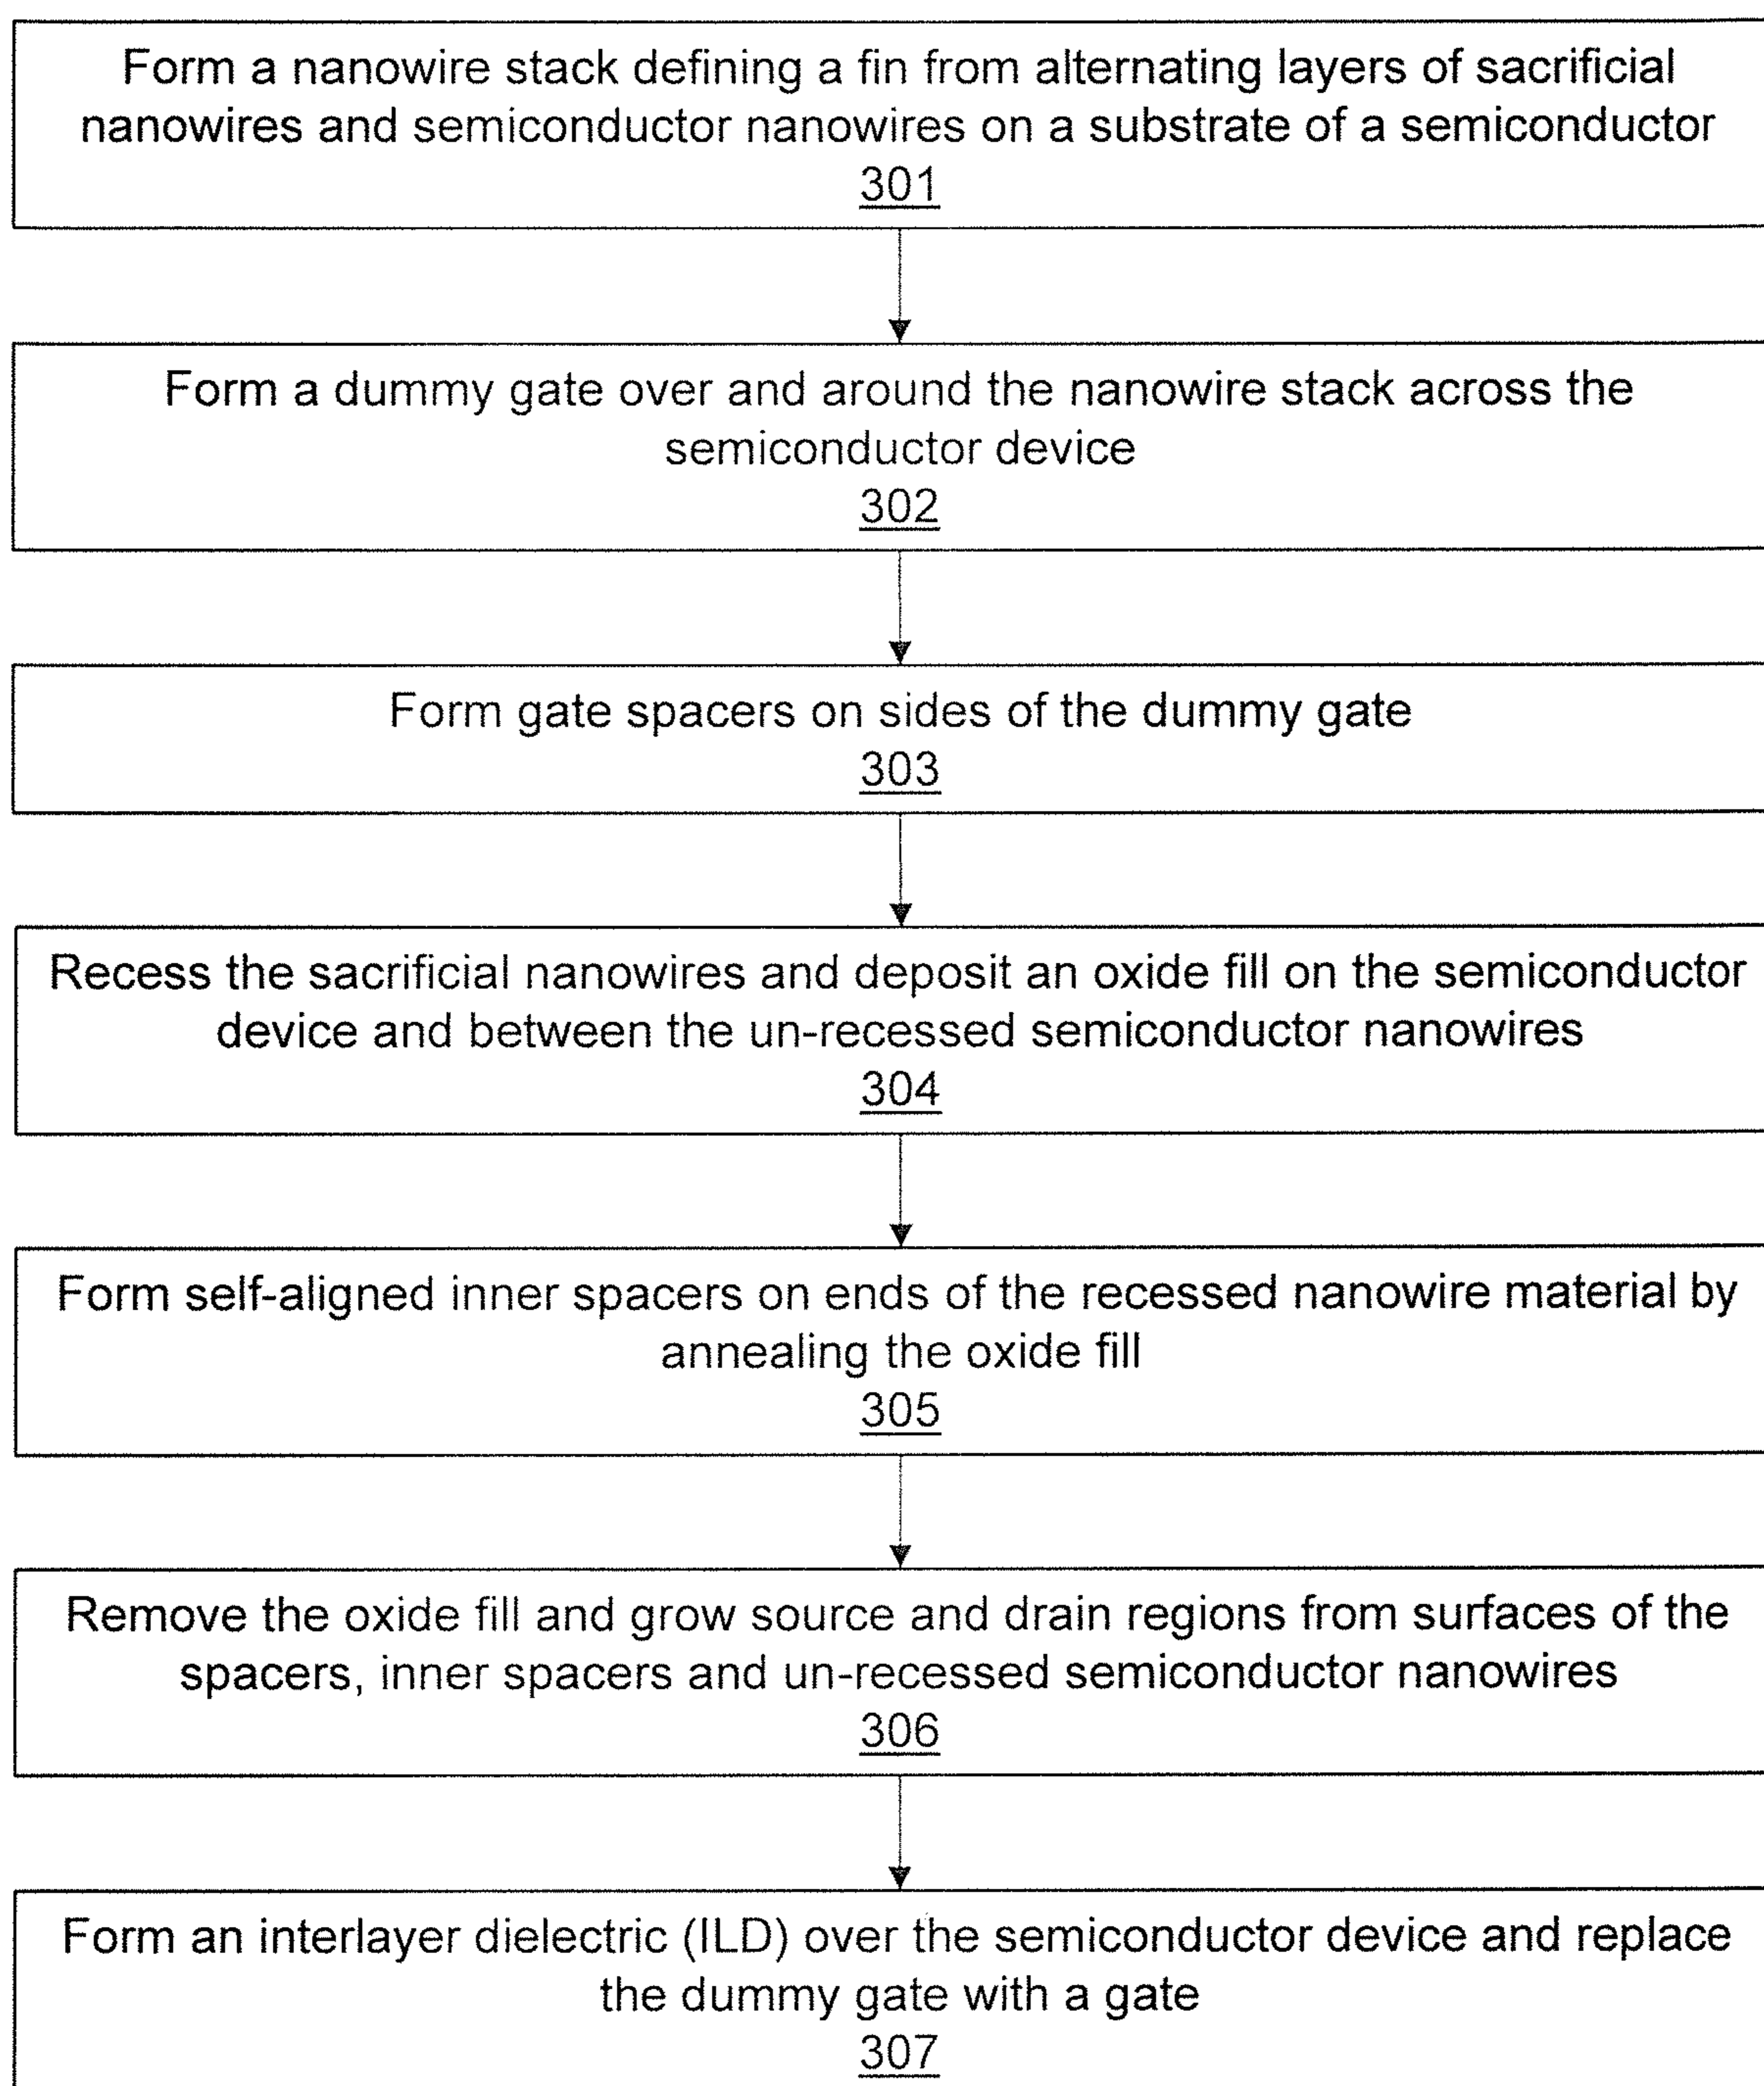 Form a nanowire stack defining a fin from alternating layers of sacrificial
nanowires and semiconductor nanowires on a substrate of a semiconductor
301
Form a dummy gate over and around the nanowire stack across the
semiconductor device
302
Form gate spacers on sides of the dummy gate
303
Recess the sacrificial nanowires and deposit an oxide fill on the semiconductor
device and between the un-recessed semiconductor nanowires
304
Form self-aligned inner spacers on ends of the recessed nanowire material by
annealing the oxide fill
305
Remove the oxide fill and grow source and drain regions from surfaces of the
spacers, inner spacers and un-recessed semiconductor nanowires
306
Form an interlayer dielectric (ILD) over the semiconductor device and replace
the dummy gate with a gate
307